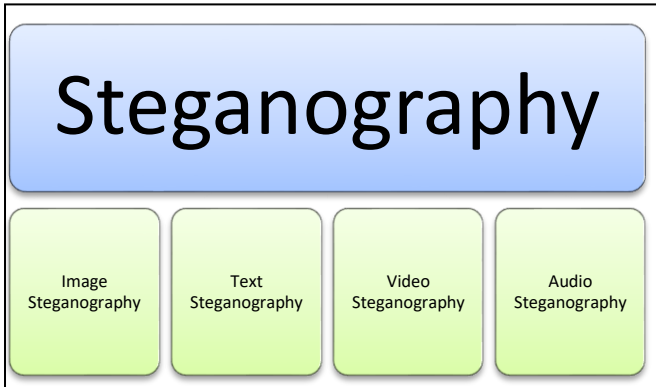 Steganography
Image
Steganography
Text
Steganography
Video
Steganography
Audio
Steganography